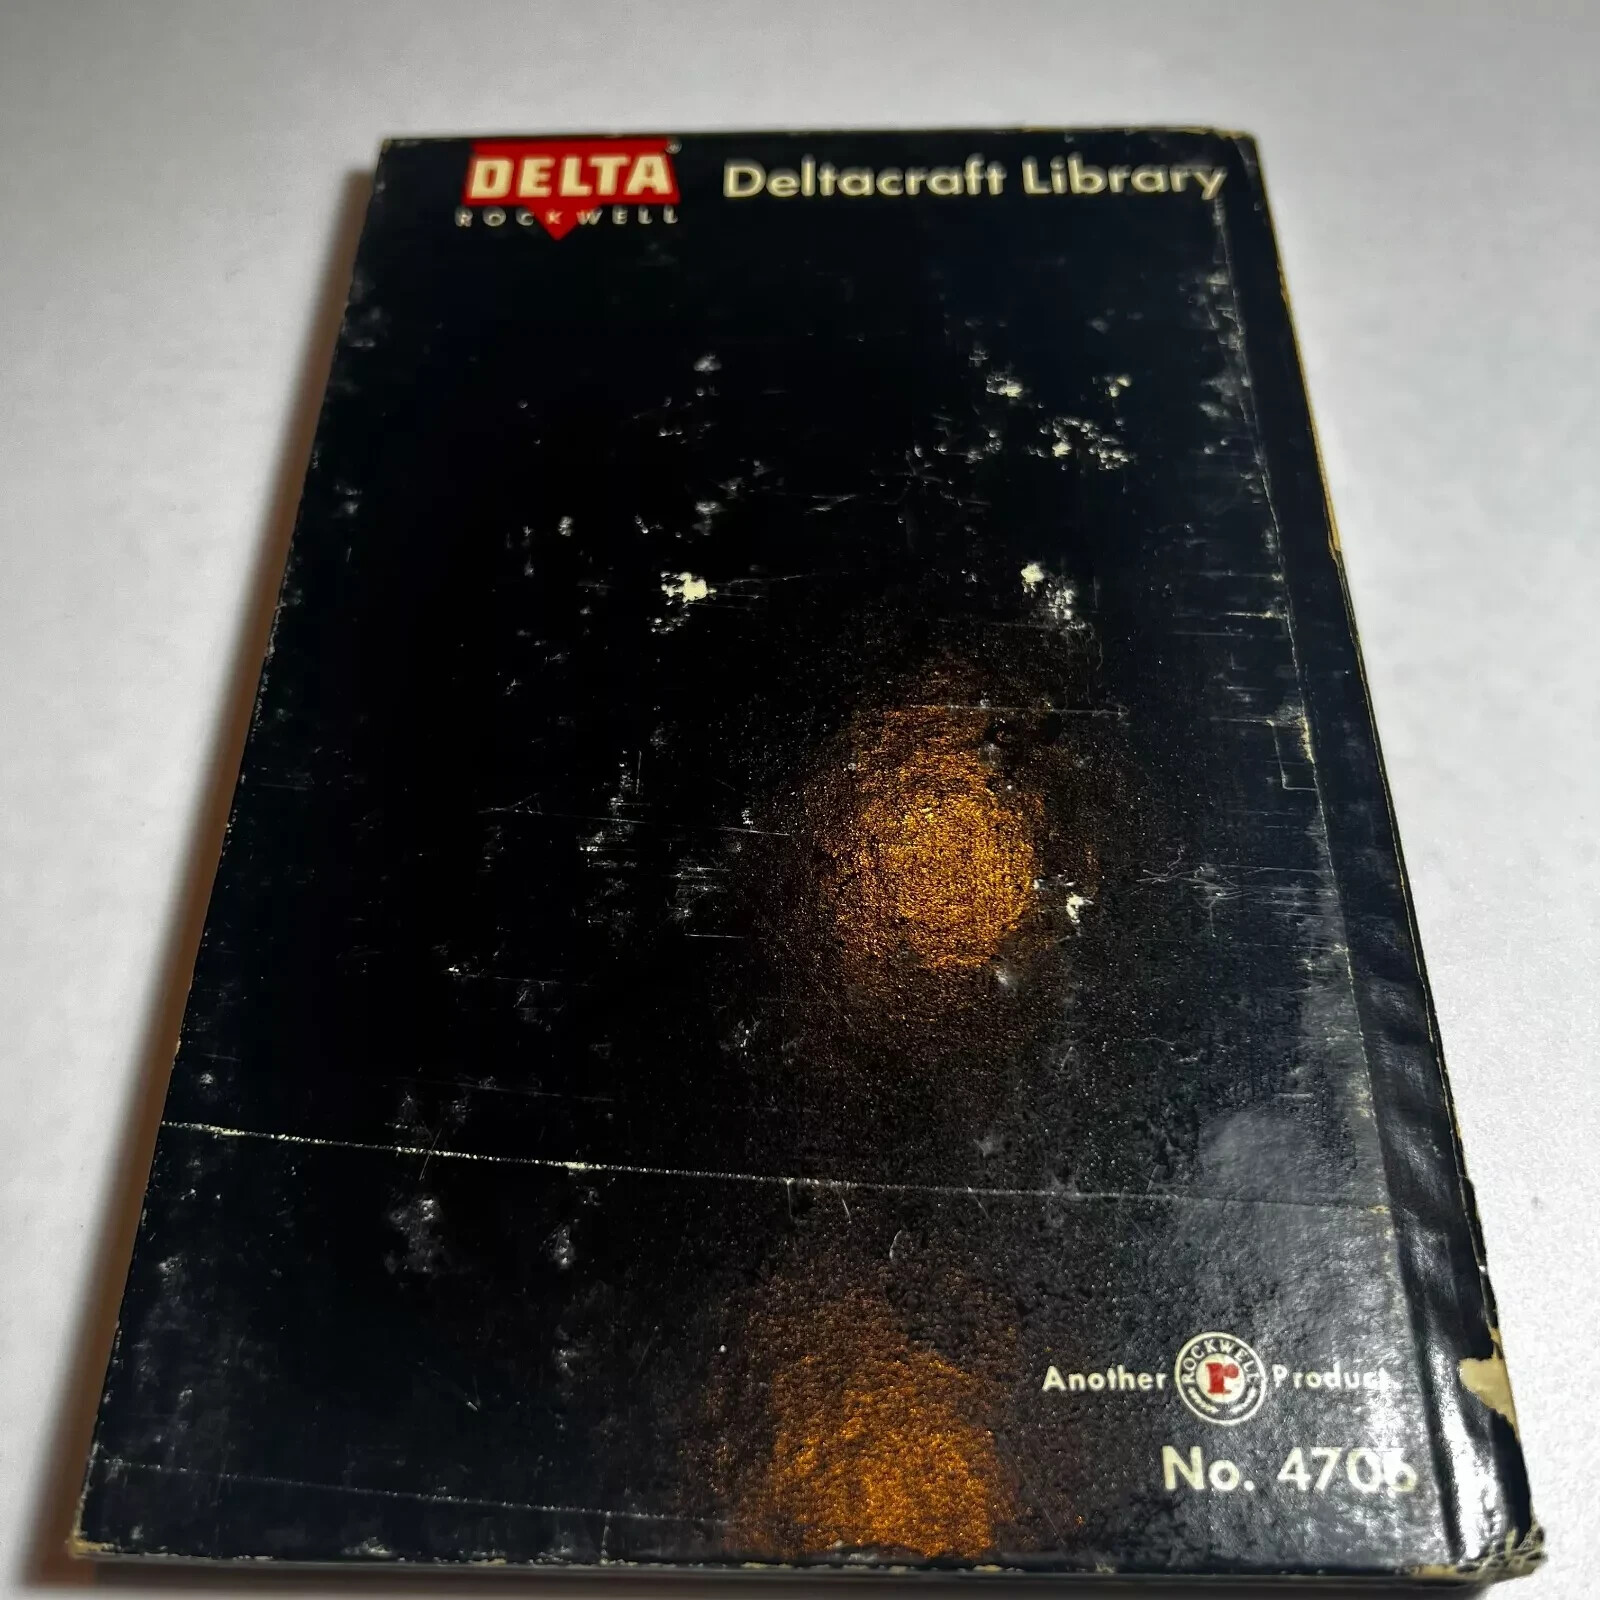 DELTA
ROCKWELL
Deltacraft Library
Another ROCKWELL r Product
No. 4706